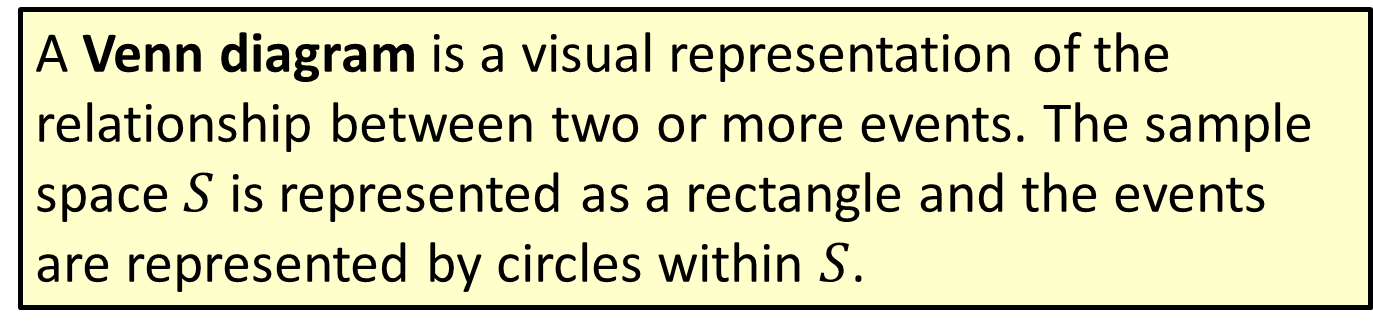 A Venn diagram is a visual representation of the
relationship between two or more events. The sample
space S is represented as a rectangle and the events
are represented by circles within S.